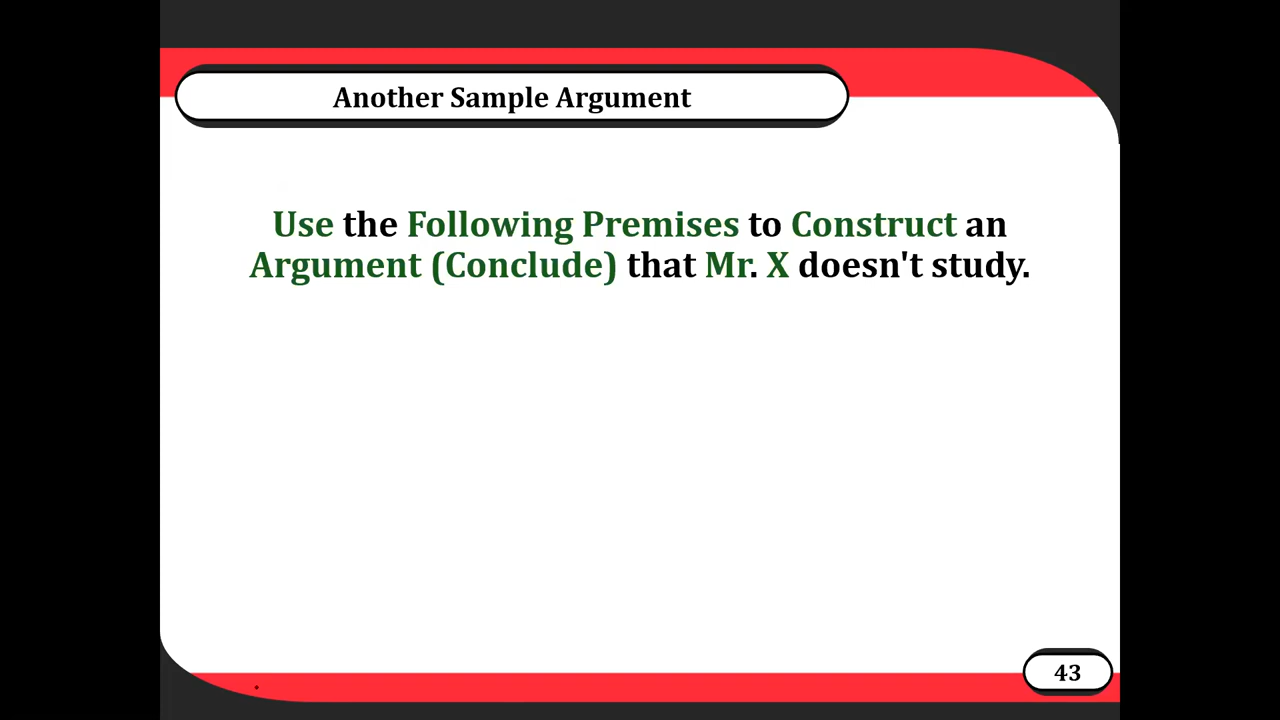 Another Sample Argument
Use the Following Premises to Construct an
Argument (Conclude) that Mr. X doesn't study.
43